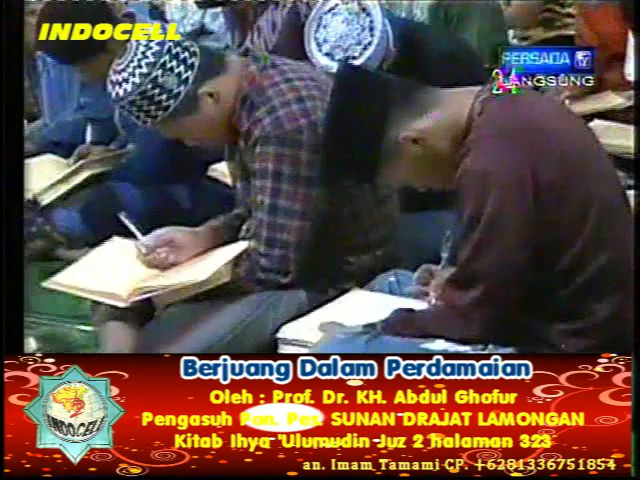 INDOCELL
PERSADA TV
24
LANGSUNG
Berjuang Dalam Perdamaian
Oleh : Prof. Dr. KH. Abdul Ghofur
Pengasuh Pon. Pes. SUNAN DRAJAT LAMONGAN
Kitab Ihya 'Ulumudin Juz 2 halaman 323
INDOCELL
an. Imam Tamami CP. +6281336751854